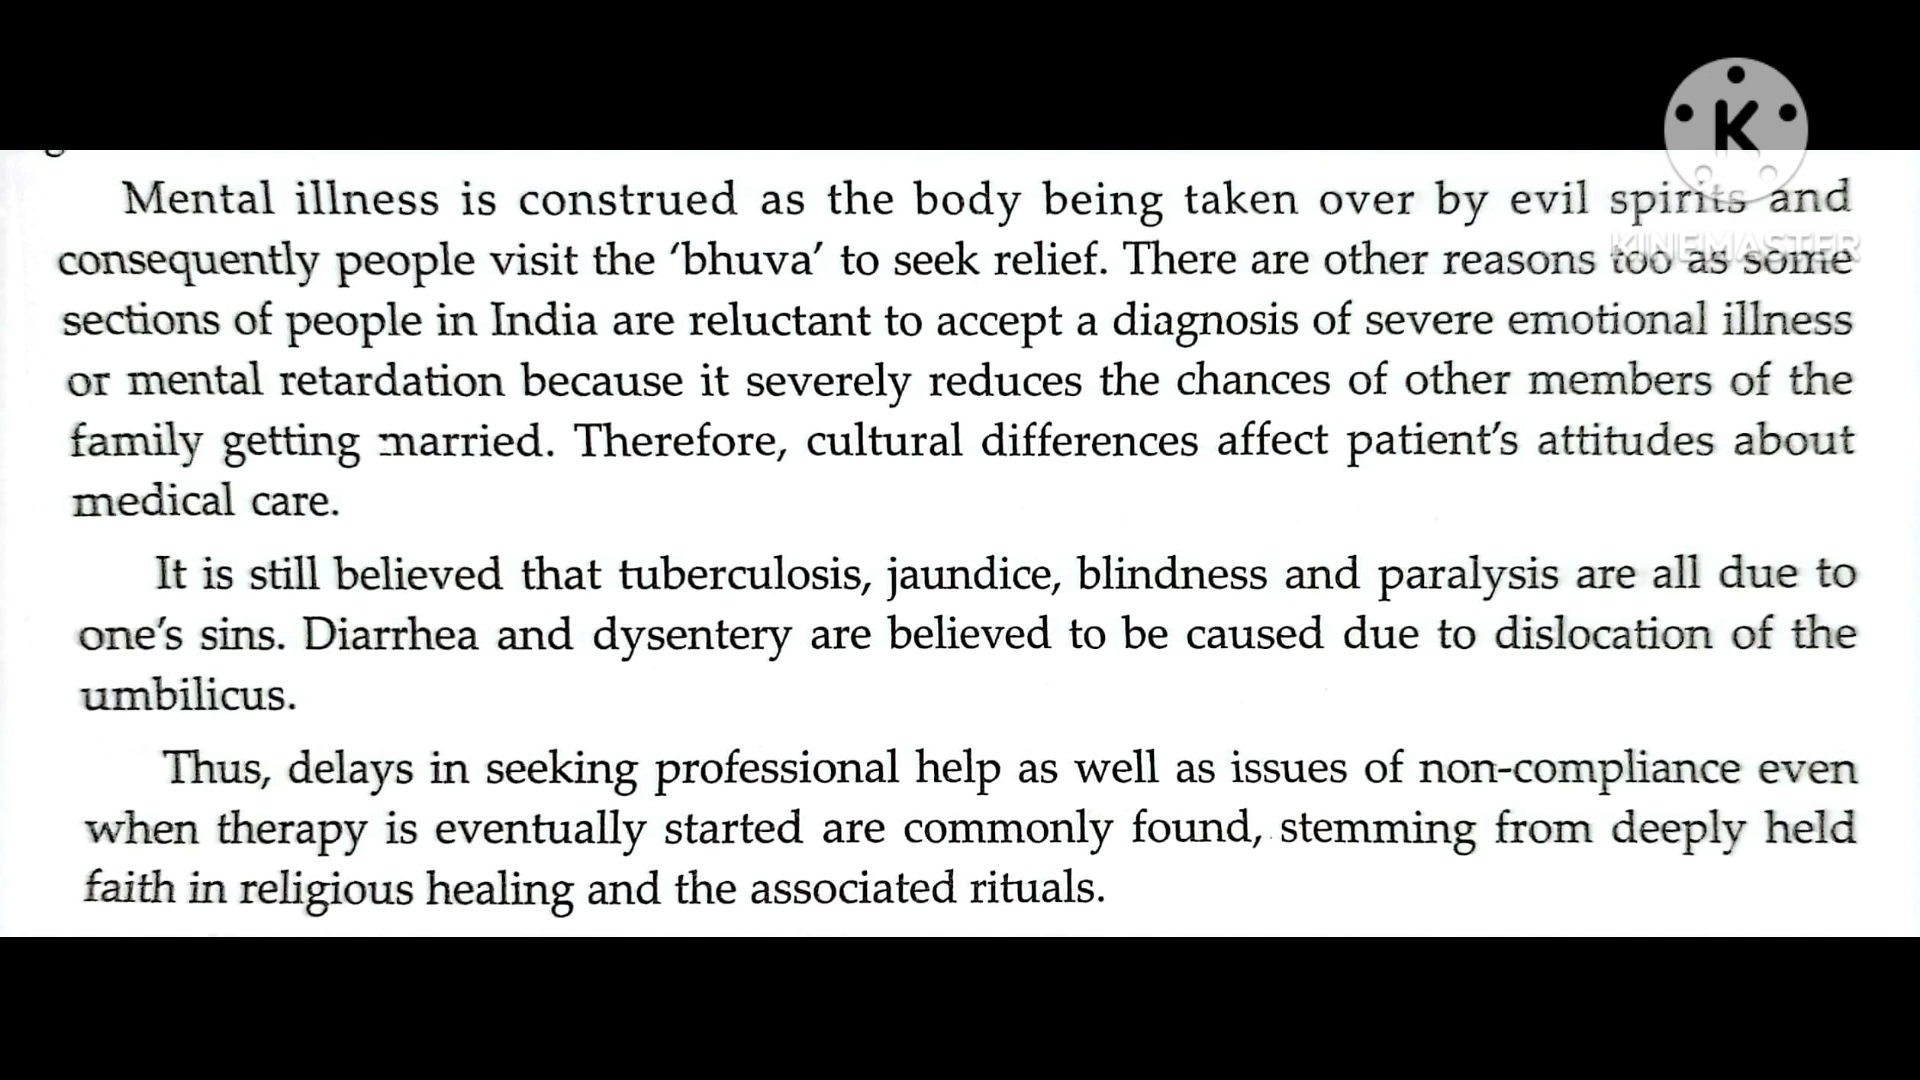 Mental illness is construed as the body being taken over by evil spirits and
consequently people visit the ‘bhuva’ to seek relief. There are other reasons too as some
sections of people in India are reluctant to accept a diagnosis of severe emotional illness
or mental retardation because it severely reduces the chances of other members of the
family getting married. Therefore, cultural differences affect patient’s attitudes about
medical care.
It is still believed that tuberculosis, jaundice, blindness and paralysis are all due to
one’s sins. Diarrhea and dysentery are believed to be caused due to dislocation of the
umbilicus.
Thus, delays in seeking professional help as well as issues of non-compliance even
when therapy is eventually started are commonly found, stemming from deeply held
faith in religious healing and the associated rituals.
K
KINEMASTER